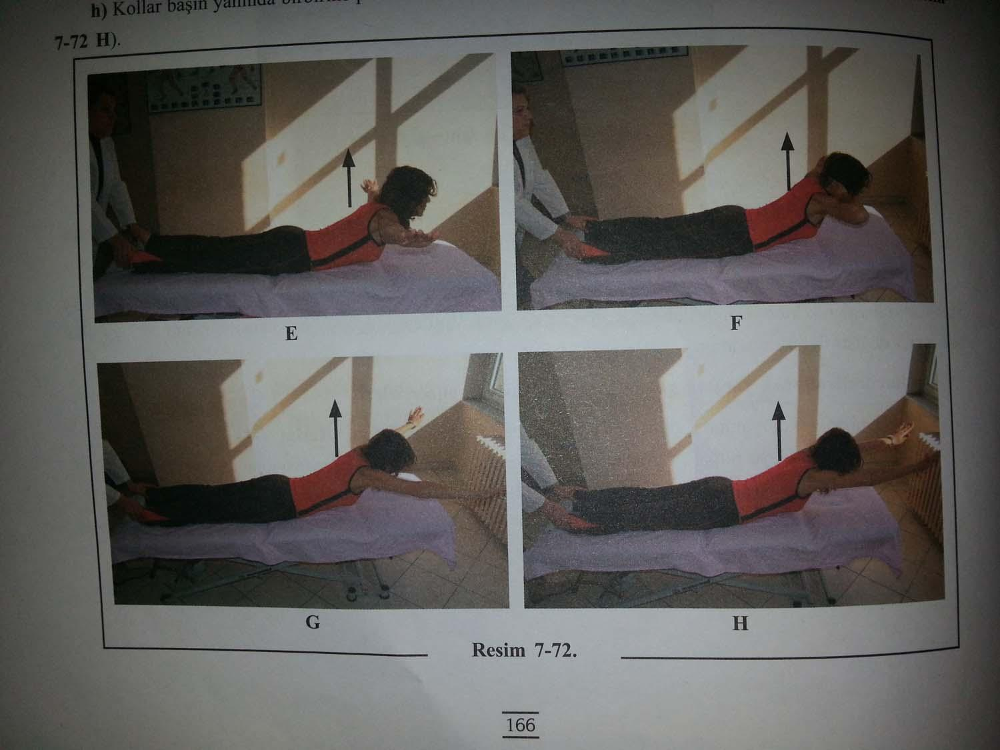 h) Kollar başın yanında
7-72 H).
E
F
G
H
Resim 7-72.
166